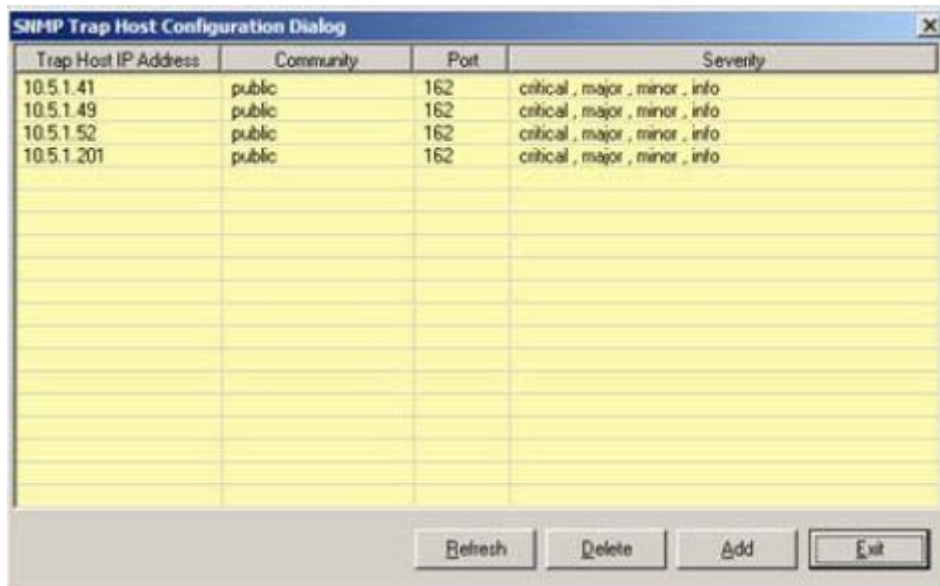 SNMP Trap Host Configuration Dialog
Trap Host IP Address Community Port Severity
10.5.1.41 public 162 critical , major , minor , info
10.5.1.49 public 162 critical , major , minor , info
10.5.1.52 public 162 critical , major , minor , info
10.5.1.201 public 162 critical , major , minor , info
Refresh Delete Add Exit